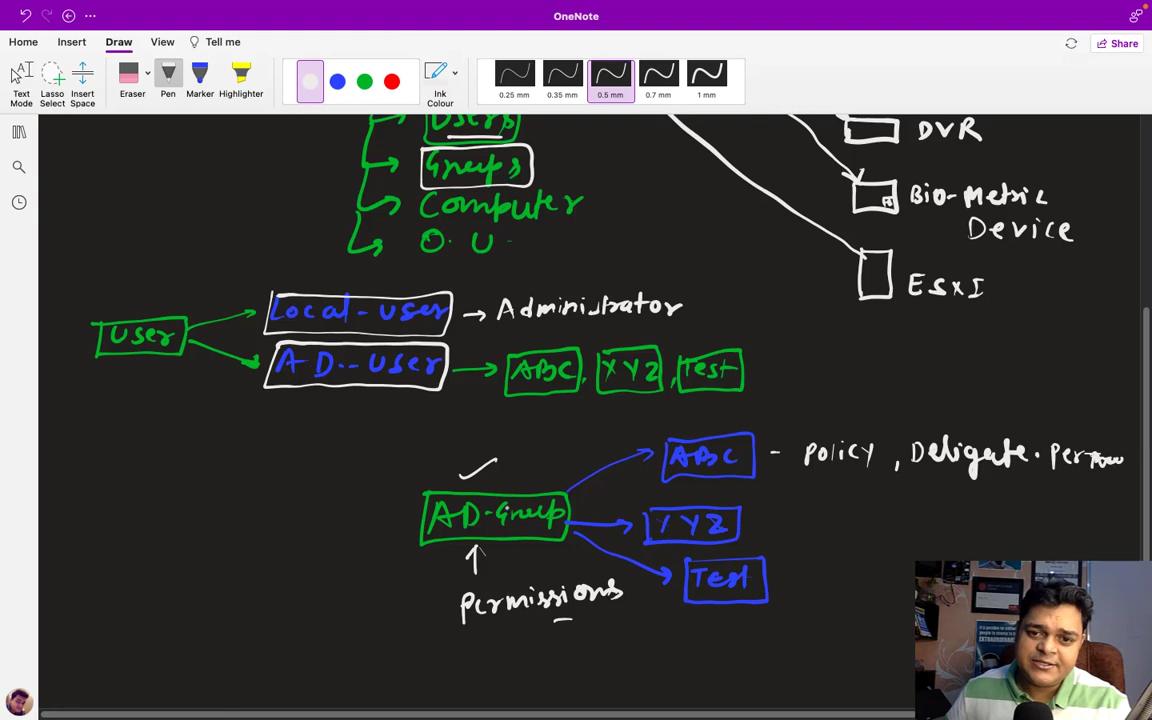 OneNote
Home Insert Draw View Tell me
Share
Text Mode
Lasso Select
Insert Space
Eraser
Pen
Marker
Highlighter
Ink Colour
0.25 mm
0.35 mm
0.5 mm
0.7 mm
1 mm
Users
Groups
Computer
O. U
DVR
Bio-Metric
Device
ESXI
User
Local-user → Administrator
A D.-User → ABC, XYZ, Test
AD-Group
ABC - Policy, Deligate.
XYZ
Test
Permissions